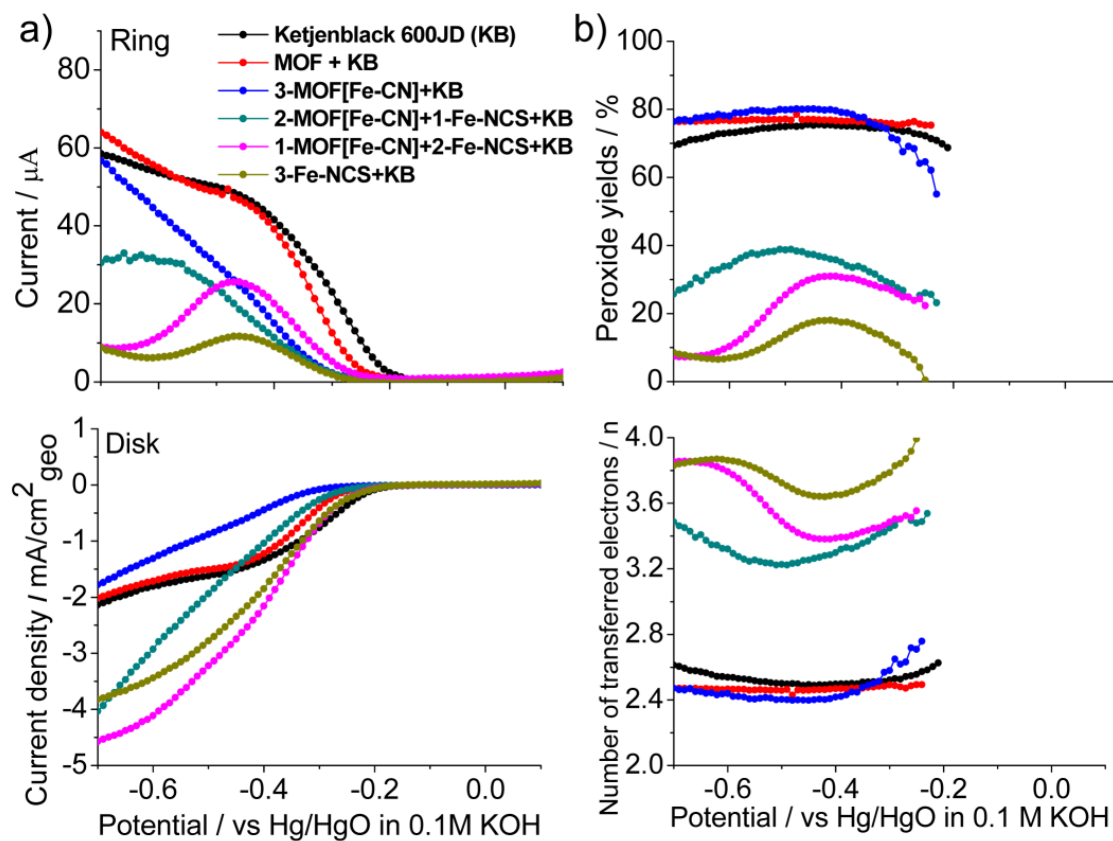 a)
Ring
Ketjenblack 600JD (KB)
MOF + KB
3-MOF[Fe-CN]+KB
2-MOF[Fe-CN]+1-Fe-NCS+KB
1-MOF[Fe-CN]+2-Fe-NCS+KB
3-Fe-NCS+KB
80
60
40
20
0
Current / μA
Disk
1
0
-1
-2
-3
-4
-5
Current density / mA/cm² geo
-0.6
-0.4
-0.2
0.0
Potential / vs Hg/HgO in 0.1M KOH
b)
100
80
60
40
20
0
Peroxide yields / %
4.0
3.6
3.2
2.8
2.4
2.0
Number of transferred electrons / n
-0.6
-0.4
-0.2
0.0
Potential / vs Hg/HgO in 0.1 M KOH